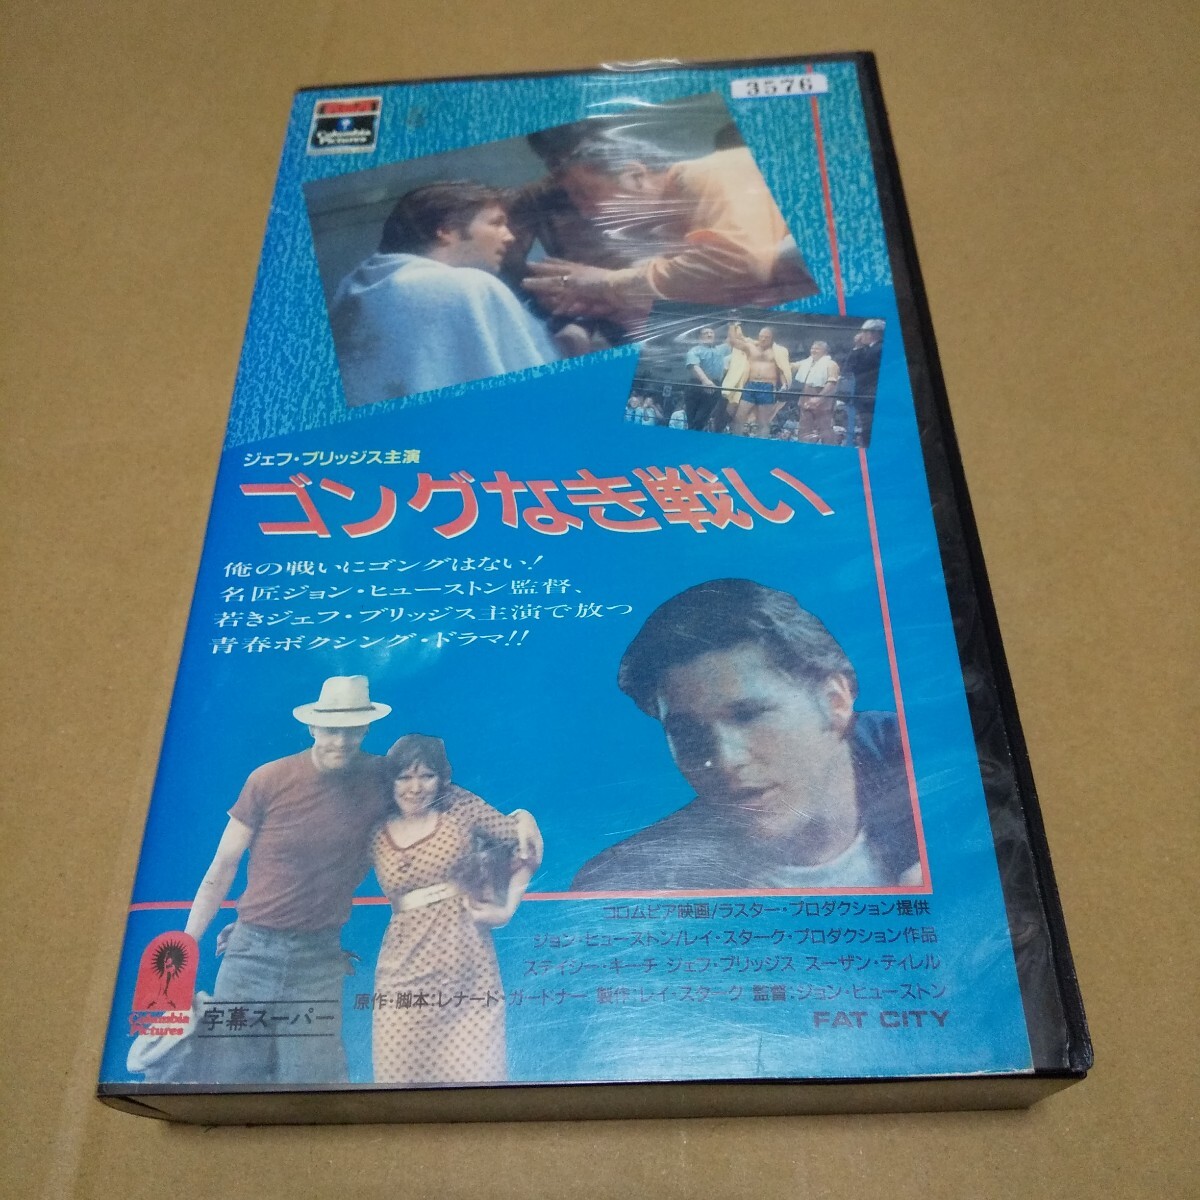 3576
Columbia
Pictures
ジェフ・ブリッジス主演
ゴングなき戦い
俺の戦いにゴングはない!
名匠ジョン・ヒューストン監督、
若きジェフ・ブリッジス主演で放つ
青春ボクシング・ドラマ!!
コロムビア映画/ラスター・プロダクション提供
ジョン・ヒューストン/レイ・スターク・プロダクション作品
ステイシー・キーチ ジェフ・ブリッジス スーザン・ティレル
原作・脚本:レナード・ガードナー 製作:レイ・スターク 監督:ジョン・ヒューストン
FAT CITY
Columbia
Pictures
字幕スーパー